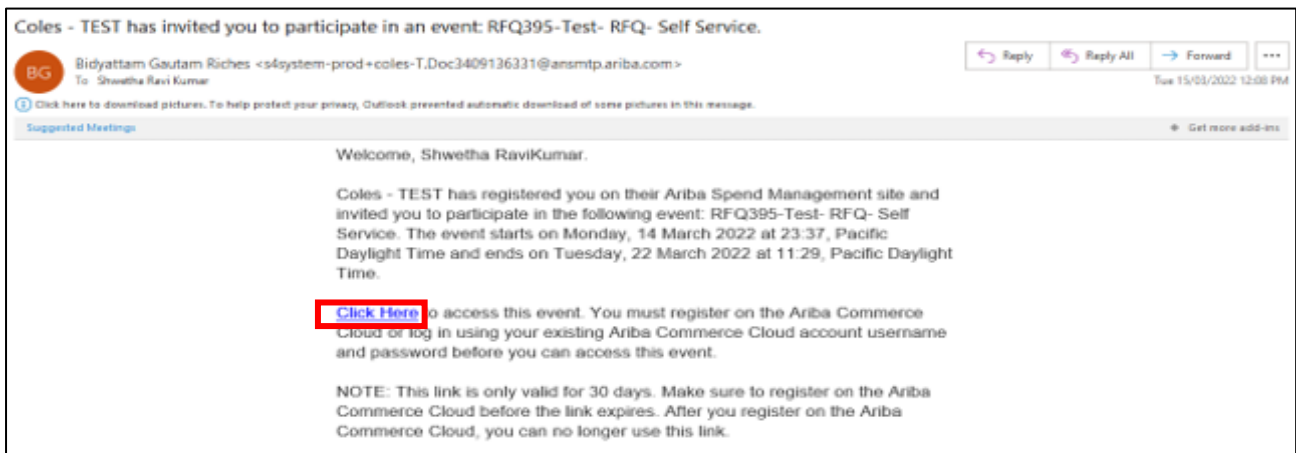 Coles - TEST has invited you to participate in an event: RFQ395-Test- RFQ- Self Service.
BG
Bidyattam Gautam Riches <s4system-prod+coles-T.Doc3409136331@ansmtp.ariba.com>
To Shwetha Ravi Kumar
Reply
Reply All
Forward
...
Tue 15/03/2022 12:08 PM
Click here to download pictures. To help protect your privacy, Outlook prevented automatic download of some pictures in this message.
Suggested Meetings
+ Get more add-ins
Welcome, Shwetha RaviKumar.
Coles - TEST has registered you on their Ariba Spend Management site and
invited you to participate in the following event: RFQ395-Test- RFQ- Self
Service. The event starts on Monday, 14 March 2022 at 23:37, Pacific
Daylight Time and ends on Tuesday, 22 March 2022 at 11:29, Pacific Daylight
Time.
Click Here to access this event. You must register on the Ariba Commerce
Cloud or log in using your existing Ariba Commerce Cloud account username
and password before you can access this event.
NOTE: This link is only valid for 30 days. Make sure to register on the Ariba
Commerce Cloud before the link expires. After you register on the Ariba
Commerce Cloud, you can no longer use this link.